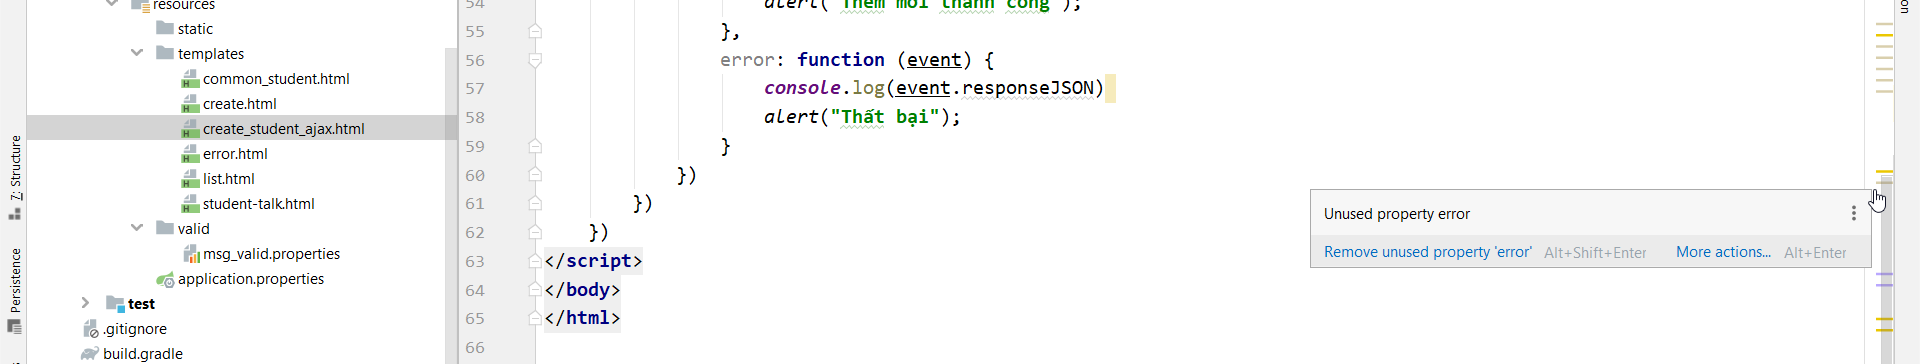 resources
static
templates
common_student.html
create.html
create_student_ajax.html
error.html
list.html
student-talk.html
valid
msg_valid.properties
application.properties
test
.gitignore
build.gradle
7: Structure
Persistence
54 alert("Thêm mới thành công");
55 },
56 error: function (event) {
57 console.log(event.responseJSON)
58 alert("Thất bại");
59 }
60 })
61 })
62 })
63 </script>
64 </body>
65 </html>
66
Unused property error
Remove unused property 'error' Alt+Shift+Enter More actions... Alt+Enter